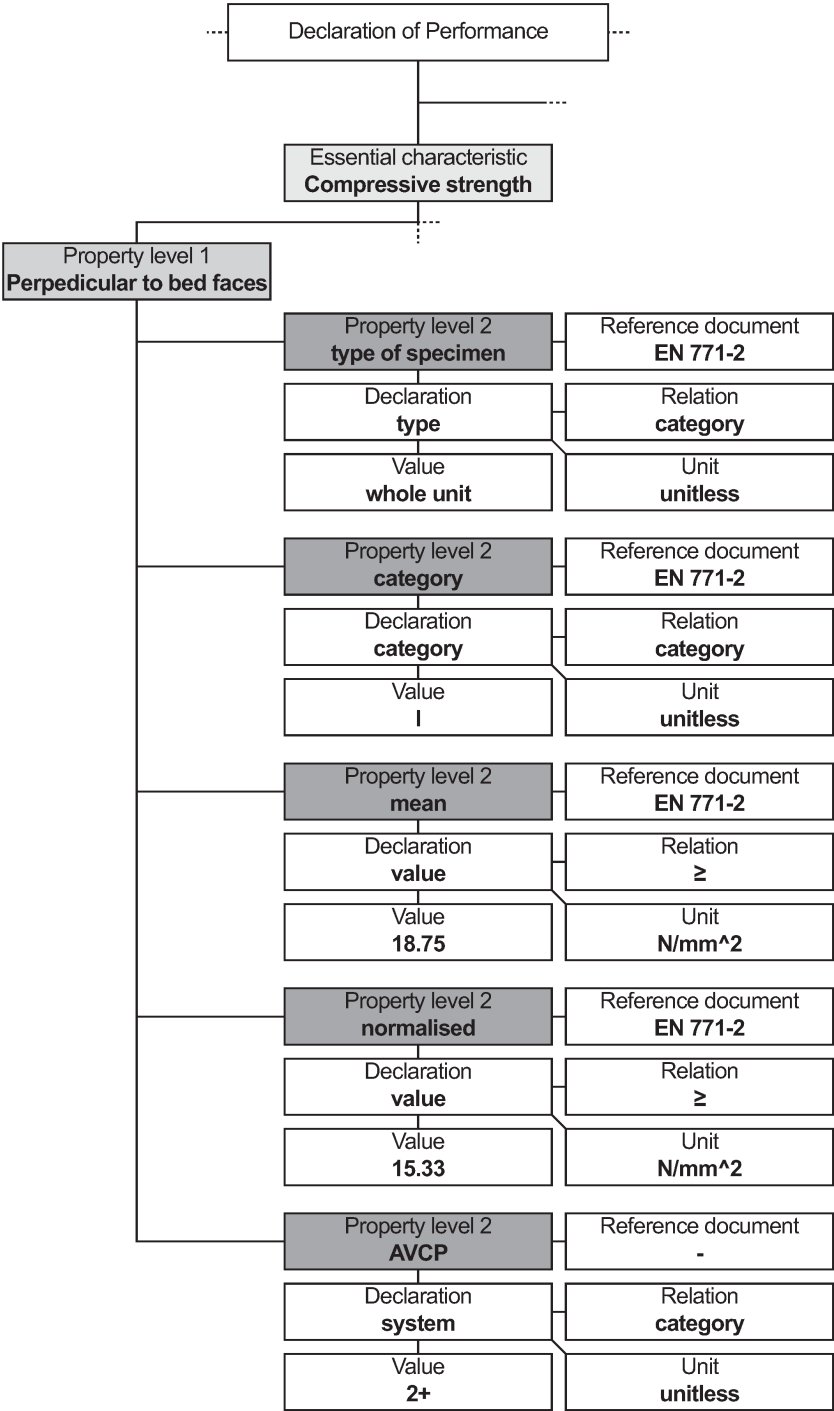 Declaration of Performance
Essential characteristic
Compressive strength
Property level 1
Perpedicular to bed faces
Property level 2
type of specimen
Reference document
EN 771-2
Declaration
type
Relation
category
Value
whole unit
Unit
unitless
Property level 2
category
Reference document
EN 771-2
Declaration
category
Relation
category
Value
I
Unit
unitless
Property level 2
mean
Reference document
EN 771-2
Declaration
value
Relation
≥
Value
18.75
Unit
N/mm^2
Property level 2
normalised
Reference document
EN 771-2
Declaration
value
Relation
≥
Value
15.33
Unit
N/mm^2
Property level 2
AVCP
Reference document
-
Declaration
system
Relation
category
Value
2+
Unit
unitless